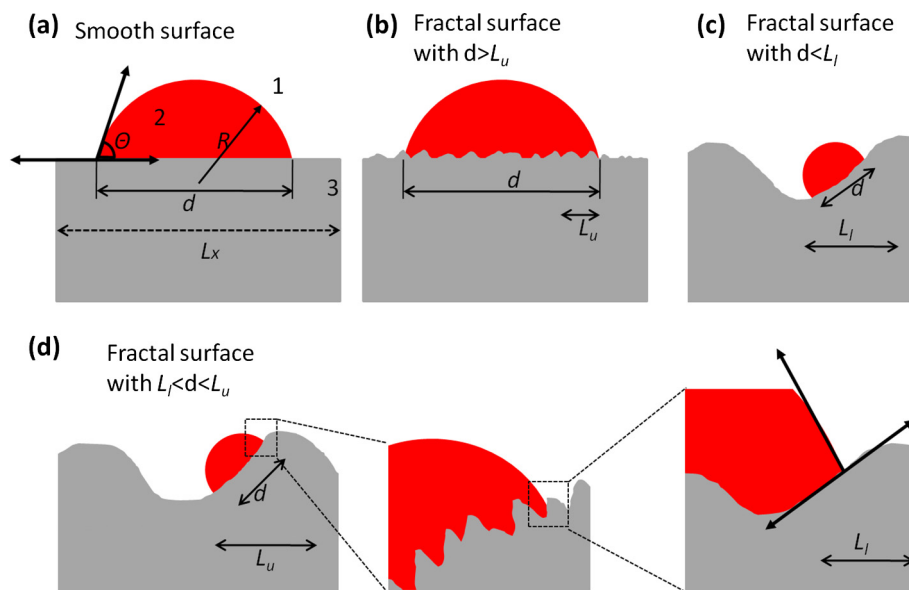 (a) Smooth surface
1
2
Θ
R
3
d
Lx
(b) Fractal surface
with d>Lu
d
Lu
(c) Fractal surface
with d<Ll
d
Ll
(d) Fractal surface
with Ll<d<Lu
d
Lu
Ll